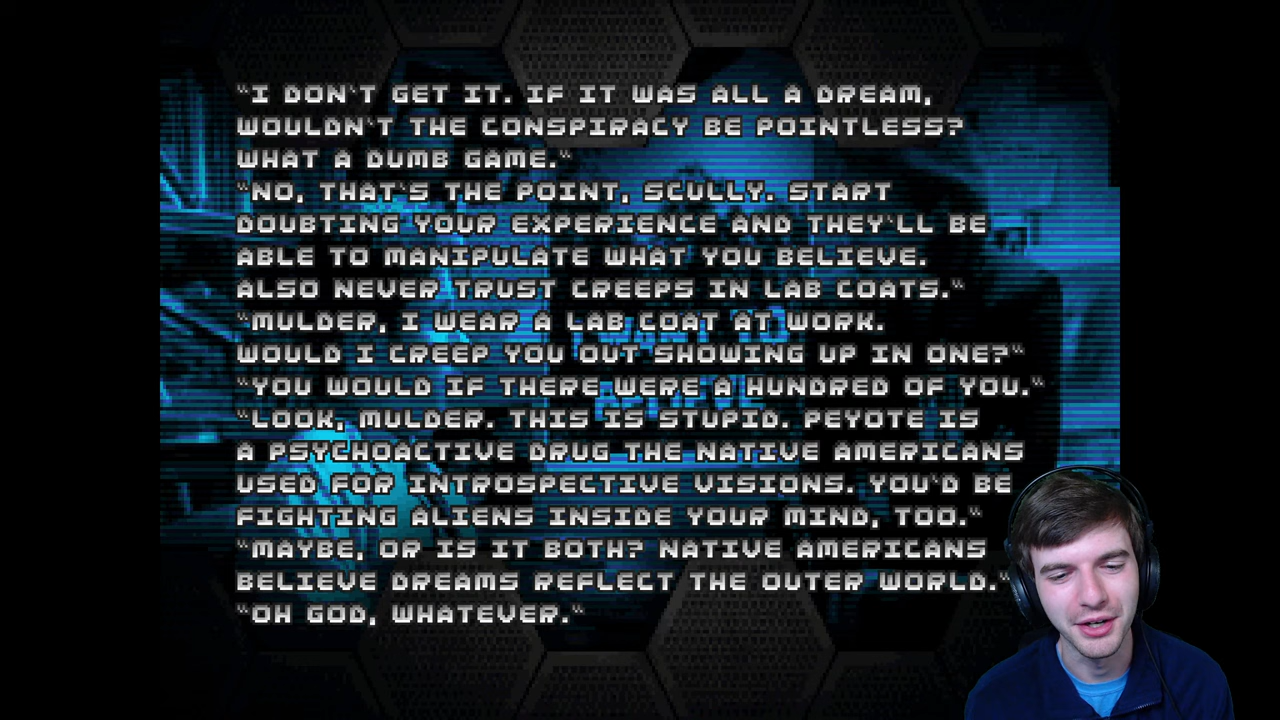 "I DON'T GET IT. IF IT WAS ALL A DREAM,
WOULDN'T THE CONSPIRACY BE POINTLESS?
WHAT A DUMB GAME."
"NO, THAT'S THE POINT, SCULLY. START
DOUBTING YOUR EXPERIENCE AND THEY'LL BE
ABLE TO MANIPULATE WHAT YOU BELIEVE.
ALSO NEVER TRUST CREEPS IN LAB COATS."
"MULDER, I WEAR A LAB COAT AT WORK.
WOULD I CREEP YOU OUT SHOWING UP IN ONE?"
"YOU WOULD IF THERE WERE A HUNDRED OF YOU."
"LOOK, MULDER. THIS IS STUPID. PEYOTE IS
A PSYCHOACTIVE DRUG THE NATIVE AMERICANS
USED FOR INTROSPECTIVE VISIONS. YOU'D BE
FIGHTING ALIENS INSIDE YOUR MIND, TOO."
"MAYBE, OR IS IT BOTH? NATIVE AMERICANS
BELIEVE DREAMS REFLECT THE OUTER WORLD."
"OH GOD, WHATEVER."